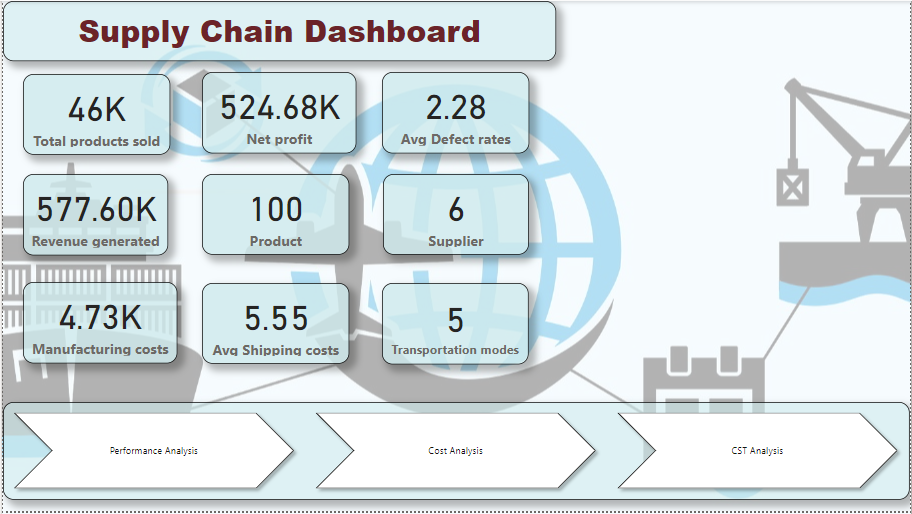 Supply Chain Dashboard
46K
Total products sold
524.68K
Net profit
2.28
Avg Defect rates
577.60K
Revenue generated
100
Product
6
Supplier
4.73K
Manufacturing costs
5.55
Avg Shipping costs
5
Transportation modes
Performance Analysis
Cost Analysis
CST Analysis